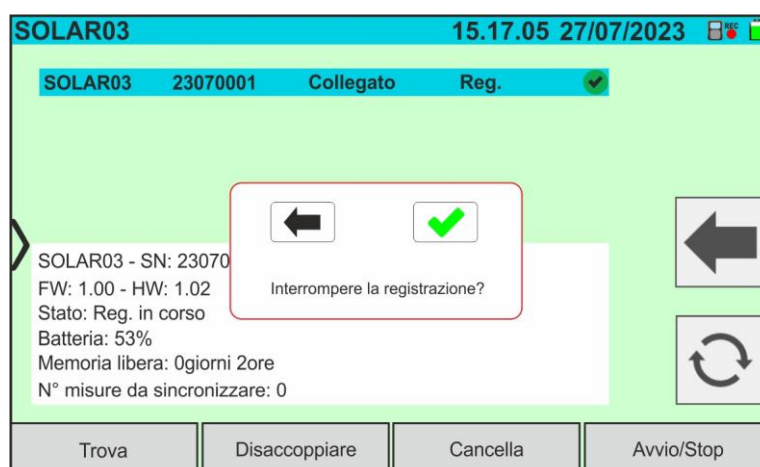 SOLAR03 15.17.05 27/07/2023 REC
SOLAR03 23070001 Collegato Reg.
Interrompere la registrazione?
SOLAR03 - SN: 23070
FW: 1.00 - HW: 1.02
Stato: Reg. in corso
Batteria: 53%
Memoria libera: 0giorni 2ore
N° misure da sincronizzare: 0
Trova Disaccoppiare Cancella Avvio/Stop